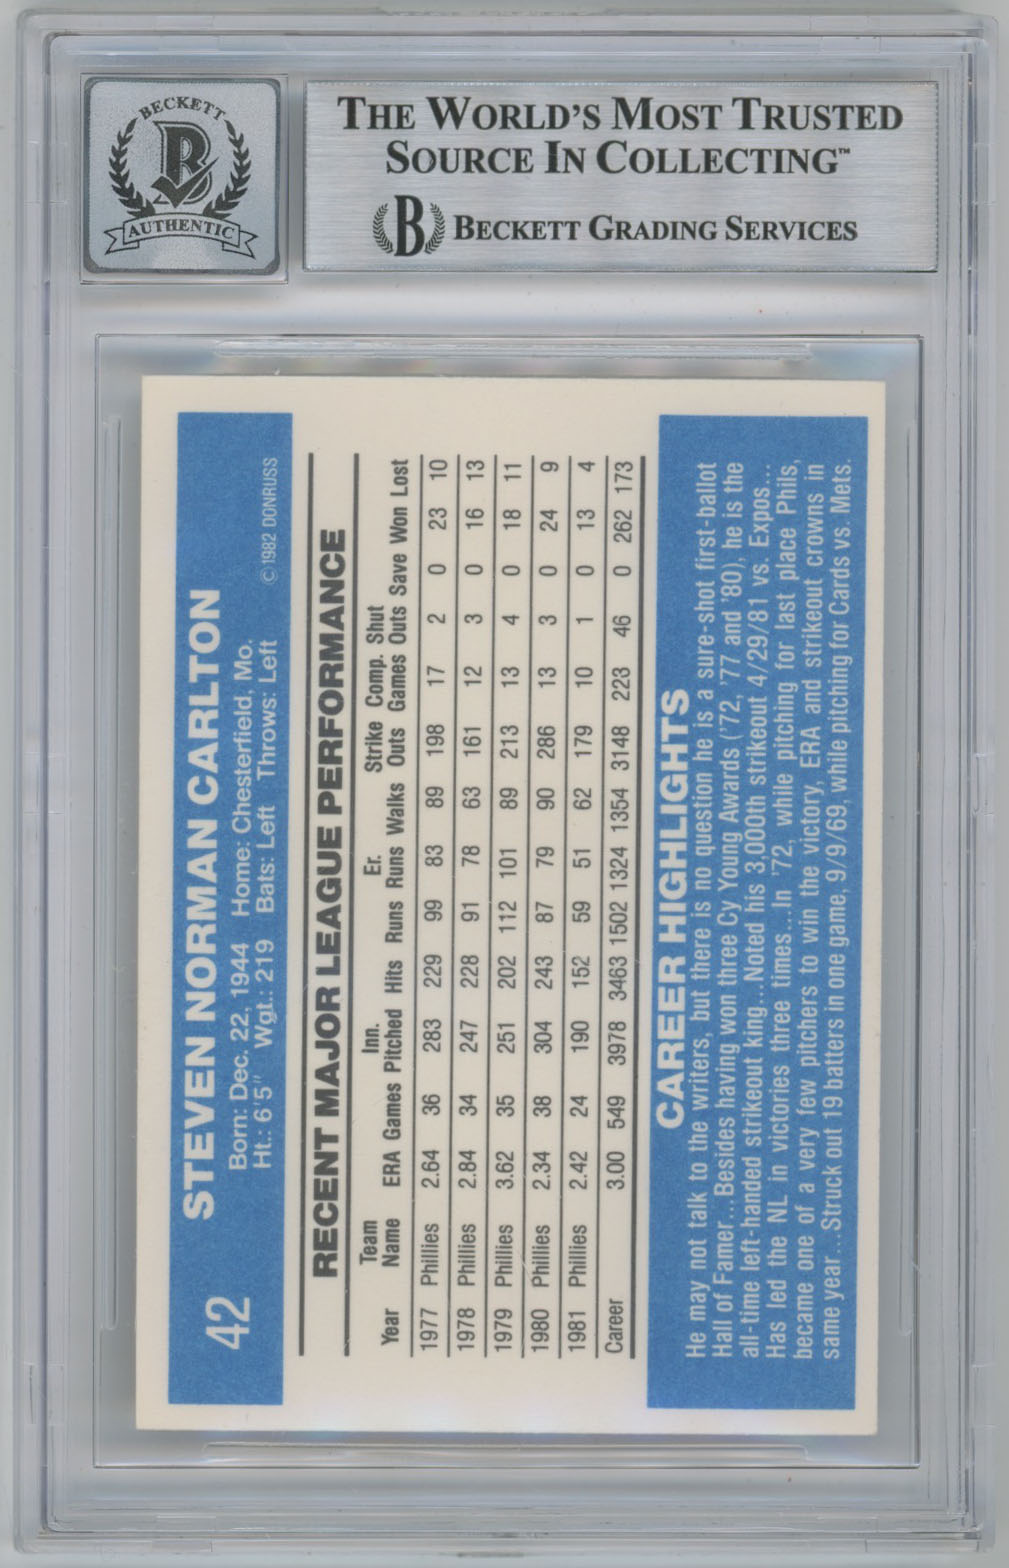 BECKETT
AUTHENTIC
THE WORLD'S MOST TRUSTED
SOURCE IN COLLECTING™
B BECKETT GRADING SERVICES
42 STEVEN NORMAN CARLTON
Born: Dec. 22, 1944 Home: Chesterfield, Mo.
Ht.: 6'5" Wgt.: 219 Bats: Left Throws: Left © 1982 DONRUSS
RECENT MAJOR LEAGUE PERFORMANCE
Team Inn. Er. Strike Comp. Shut
Year Name ERA Games Pitched Hits Runs Runs Walks Outs Games Outs Save Won Lost
1977 Phillies 2.64 36 283 229 99 83 89 198 17 2 0 23 10
1978 Phillies 2.84 34 247 228 91 78 63 161 12 3 0 16 13
1979 Phillies 3.62 35 251 202 112 101 89 213 13 4 0 18 11
1980 Phillies 2.34 38 304 243 87 79 90 286 13 3 0 24 9
1981 Phillies 2.42 24 190 152 59 51 62 179 10 1 0 13 4
Career 3.00 549 3978 3463 1502 1324 1354 3148 223 46 0 262 173
CAREER HIGHLIGHTS
He may not talk to the writers, but there is no question he is a sure-shot first-ballot
Hall of Famer...Besides having won three Cy Young Awards ('72, '77 and '80), he is the
all-time left-handed strikeout king...Noted his 3,000th strikeout 4/29/81 vs. Expos...
Has led the NL in victories three times...In '72, while pitching for last place Phils,
became one of a very few pitchers to win the victory, ERA and strikeout crowns in
same year...Struck out 19 batters in one game, 9/9/69, while pitching for Cards vs. Mets.